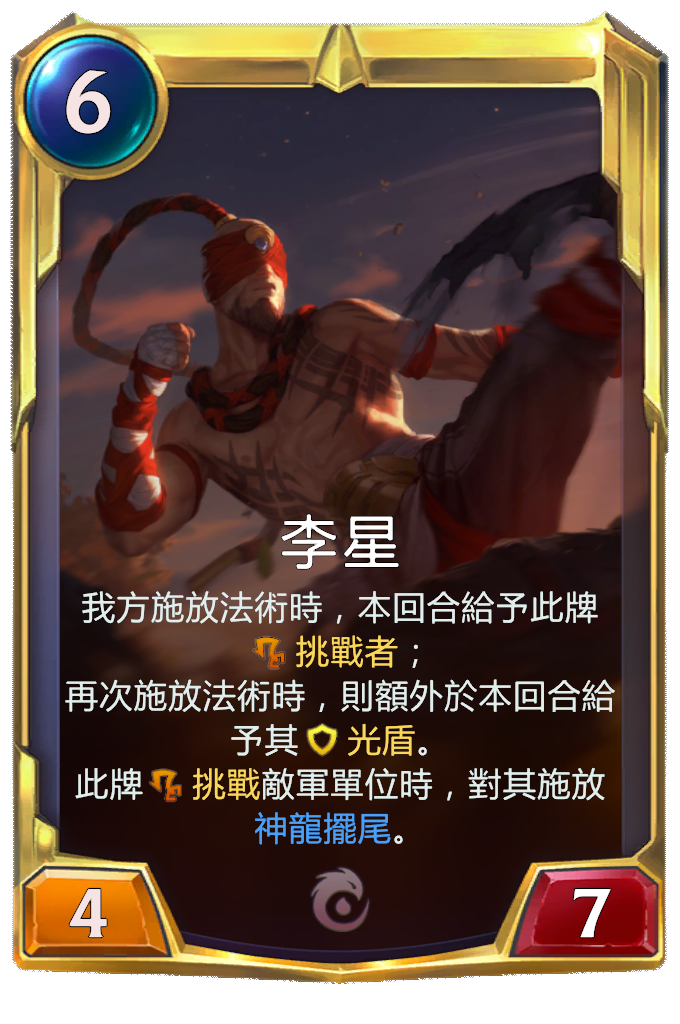 6
李星
我方施放法術時，本回合給予此牌
挑戰者；
再次施放法術時，則額外於本回合給
予其 光盾。
此牌 挑戰敵軍單位時，對其施放
神龍擺尾。
4
7